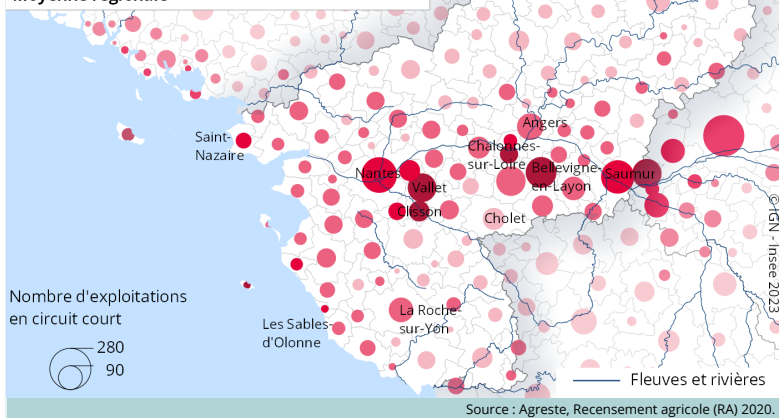 moyenne régionale
Angers
Saint-
Nazaire
Chalonnes-
sur-Loire
Nantes
Bellevigne-
en-Layon
Saumur
Vallet
Clisson
Cholet
© IGN - Insee 2023
Nombre d'exploitations
en circuit court
280
90
La Roche-
sur-Yon
Les Sables-
d'Olonne
Fleuves et rivières
Source : Agreste, Recensement agricole (RA) 2020.